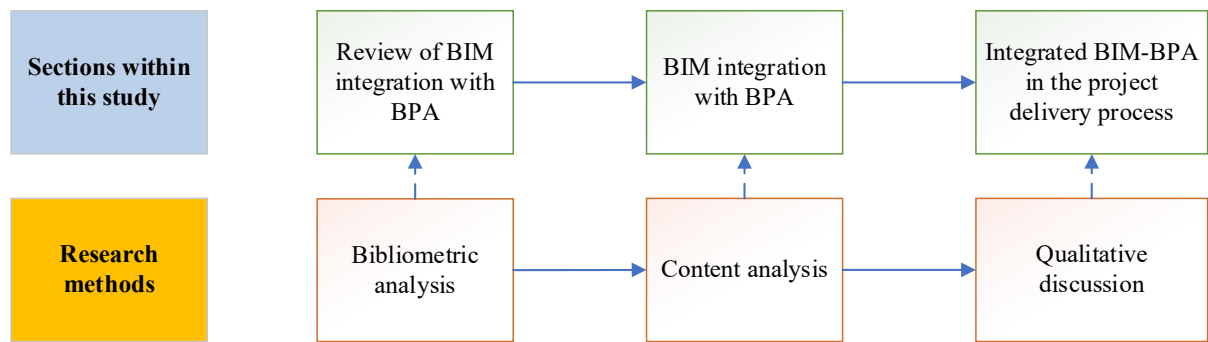 Sections within
this study
Review of BIM
integration with
BPA
BIM integration
with BPA
Integrated BIM-BPA
in the project
delivery process
Research
methods
Bibliometric
analysis
Content analysis
Qualitative
discussion